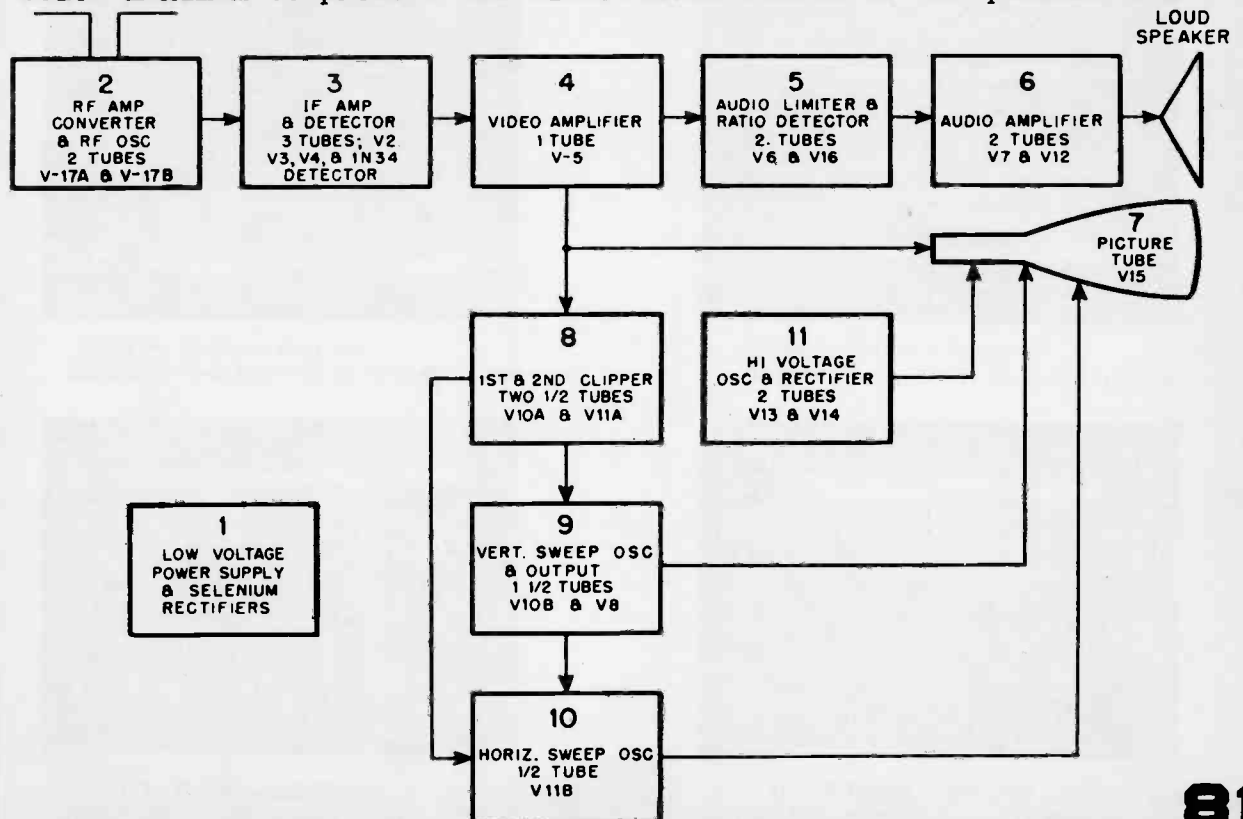 LOUD
SPEAKER
2
RF AMP
CONVERTER
& RF OSC
2 TUBES
V-17A & V-17B
3
IF AMP
& DETECTOR
3 TUBES; V2
V3, V4, & 1N34
DETECTOR
4
VIDEO AMPLIFIER
1 TUBE
V-5
5
AUDIO LIMITER &
RATIO DETECTOR
2. TUBES
V6 & V16
6
AUDIO AMPLIFIER
2 TUBES
V7 & V12
7
PICTURE
TUBE
V15
8
1ST & 2ND CLIPPER
TWO 1/2 TUBES
V10A & V11A
11
HI VOLTAGE
OSC & RECTIFIER
2 TUBES
V13 & V14
1
LOW VOLTAGE
POWER SUPPLY
& SELENIUM
RECTIFIERS
9
VERT. SWEEP OSC
& OUTPUT
1 1/2 TUBES
V10B & V8
10
HORIZ. SWEEP OSC
1/2 TUBE
V11B
81